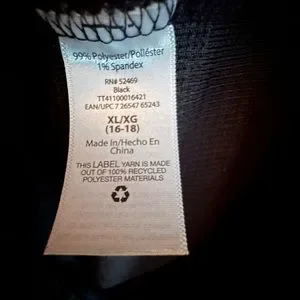 99% Polyester/Poliéster
1% Spandex
RN# 52469
Black
TT41100016421
EAN/UPC 7 26547 65243
XL/XG
(16-18)
Made In/Hecho En
China
THIS LABEL YARN IS MADE
OUT OF 100% RECYCLED
POLYESTER MATERIALS